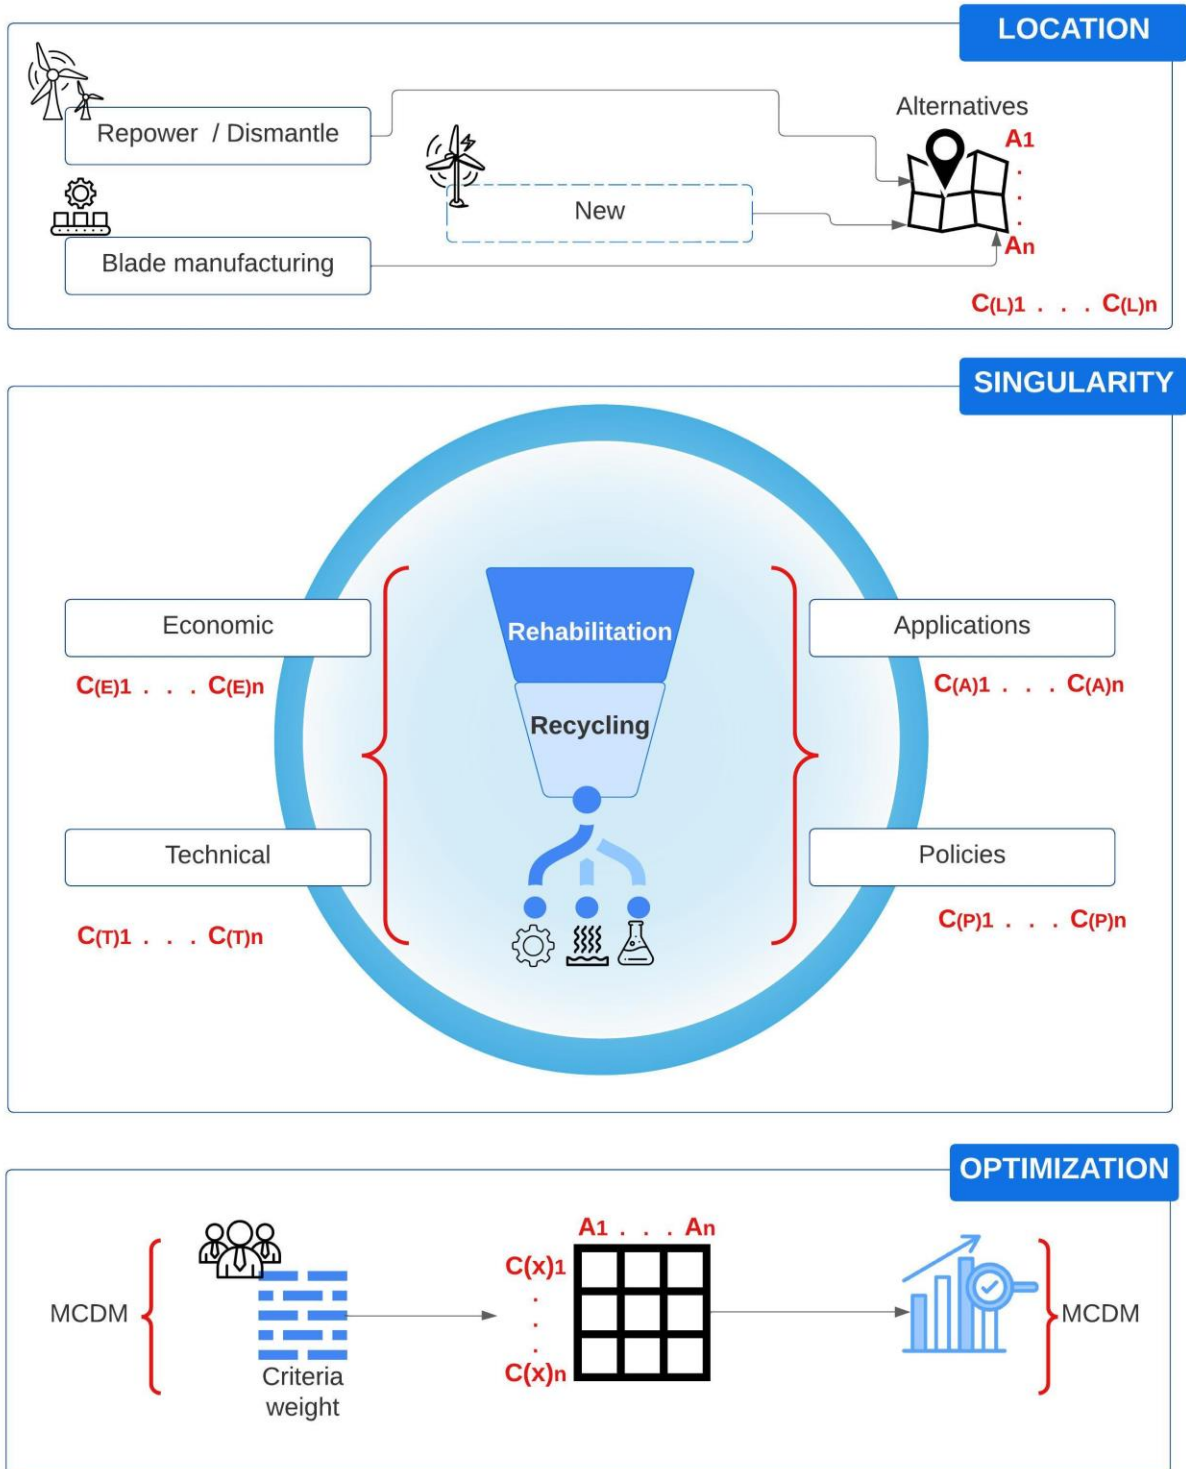 LOCATION
Repower / Dismantle
Alternatives
A1
.
.
.
An
New
Blade manufacturing
C(L)1 . . . C(L)n
SINGULARITY
Rehabilitation
Economic
Applications
C(E)1 . . . C(E)n
C(A)1 . . . C(A)n
Recycling
Technical
Policies
C(T)1 . . . C(T)n
C(P)1 . . . C(P)n
OPTIMIZATION
A1 . . . An
C(x)1
.
.
.
C(x)n
MCDM
MCDM
Criteria
weight